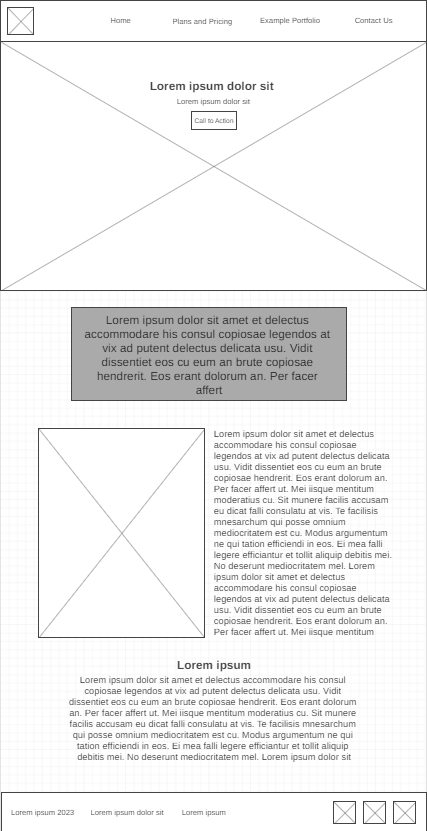 Home
Plans and Pricing
Example Portfolio
Contact Us
Lorem ipsum dolor sit
Lorem ipsum dolor sit
Call to Action
Lorem ipsum dolor sit amet et delectus
accommodare his consul copiosae legendos at
vix ad putent delectus delicata usu. Vidit
dissentiet eos cu eum an brute copiosae
hendrerit. Eos erant dolorum an. Per facer
affert
Lorem ipsum dolor sit amet et delectus
accommodare his consul copiosae
legendos at vix ad putent delectus delicata
usu. Vidit dissentiet eos cu eum an brute
copiosae hendrerit. Eos erant dolorum an.
Per facer affert ut. Mei iisque mentitum
moderatius cu. Sit munere facilis accusam
eu dicat falli consulatu at vis. Te facilisis
mnesarchum qui posse omnium
mediocritatem est cu. Modus argumentum
ne qui tation efficiendi in eos. Ei mea falli
legere efficiantur et tollit aliquip debitis mei.
No deserunt mediocritatem mel. Lorem
ipsum dolor sit amet et delectus
accommodare his consul copiosae
legendos at vix ad putent delectus delicata
usu. Vidit dissentiet eos cu eum an brute
copiosae hendrerit. Eos erant dolorum an.
Per facer affert ut. Mei iisque mentitum
Lorem ipsum
Lorem ipsum dolor sit amet et delectus accommodare his consul
copiosae legendos at vix ad putent delectus delicata usu. Vidit
dissentiet eos cu eum an brute copiosae hendrerit. Eos erant dolorum
an. Per facer affert ut. Mei iisque mentitum moderatius cu. Sit munere
facilis accusam eu dicat falli consulatu at vis. Te facilisis mnesarchum
qui posse omnium mediocritatem est cu. Modus argumentum ne qui
tation efficiendi in eos. Ei mea falli legere efficiantur et tollit aliquip
debitis mei. No deserunt mediocritatem mel. Lorem ipsum dolor sit
Lorem ipsum 2023
Lorem ipsum dolor sit
Lorem ipsum